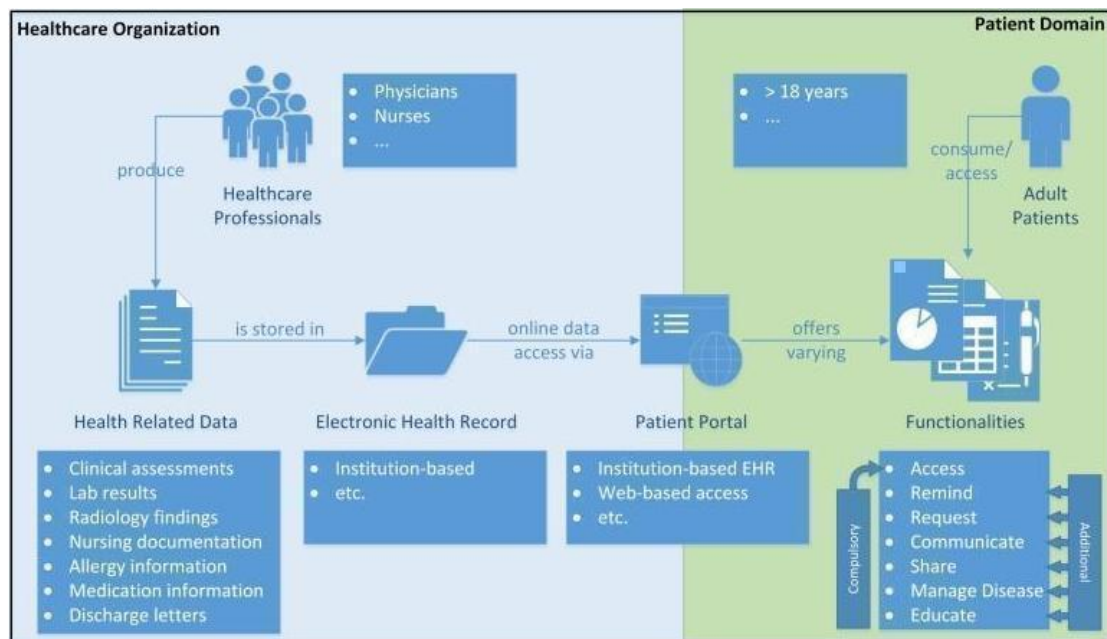 Healthcare Organization
Patient Domain
• Physicians
• Nurses
• ...
• > 18 years
• ...
produce
consume/
access
Healthcare
Professionals
Adult
Patients
is stored in
online data
access via
offers
varying
Health Related Data
Electronic Health Record
Patient Portal
Functionalities
• Clinical assessments
• Lab results
• Radiology findings
• Nursing documentation
• Allergy information
• Medication information
• Discharge letters
• Institution-based
• etc.
• Institution-based EHR
• Web-based access
• etc.
Compulsory
• Access
• Remind
• Request
• Communicate
• Share
• Manage Disease
• Educate
Additional